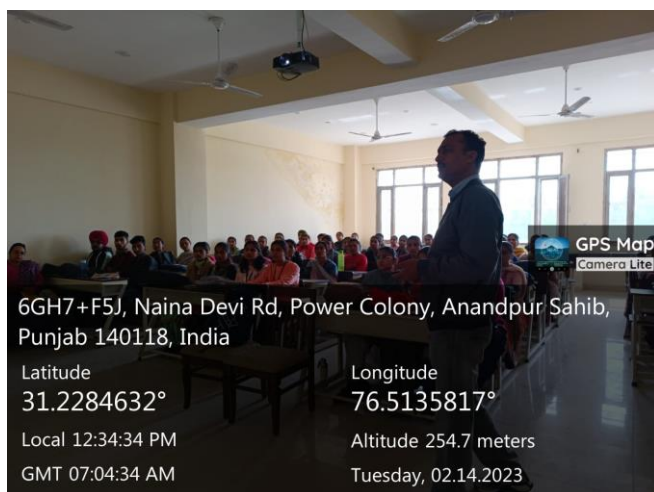 GPS Map
Camera Lite
6GH7+F5J, Naina Devi Rd, Power Colony, Anandpur Sahib,
Punjab 140118, India
Latitude
31.2284632°
Longitude
76.5135817°
Local 12:34:34 PM
GMT 07:04:34 AM
Altitude 254.7 meters
Tuesday, 02.14.2023